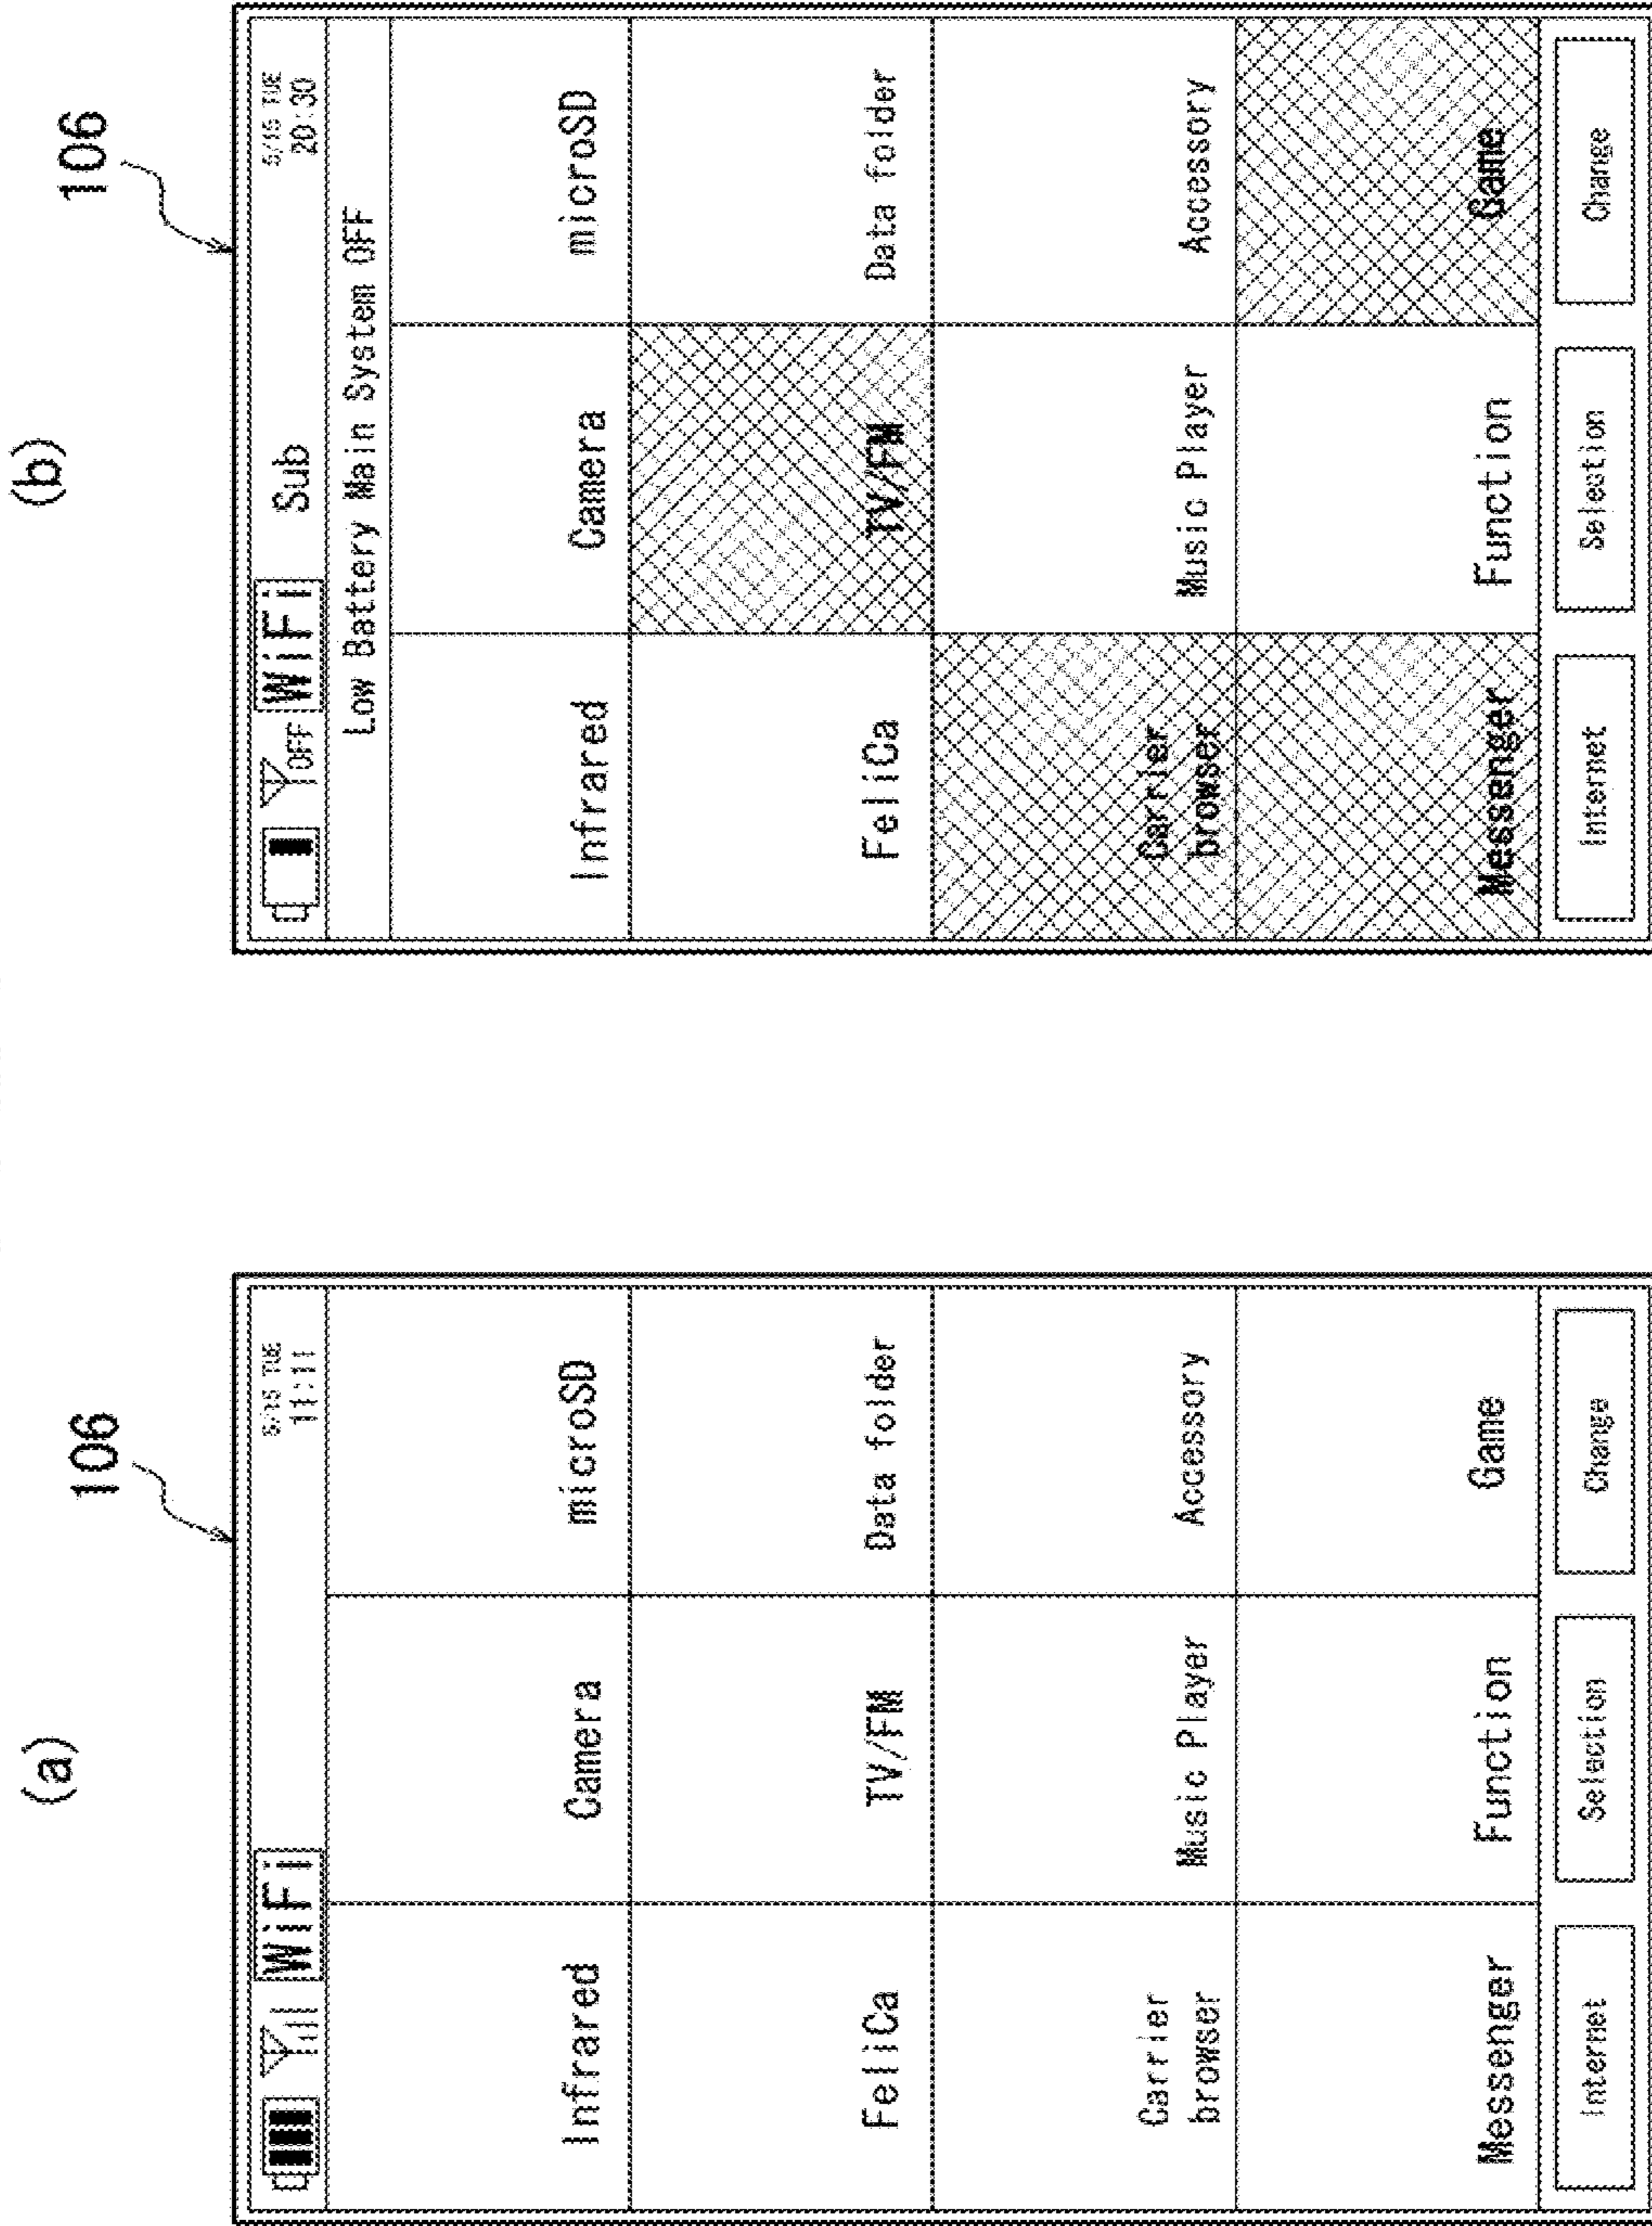 (a)
106
WiFi
5/15 TUE
11:11
Infrared
Camera
microSD
FeliCa
TV/FM
Data folder
Carrier
browser
Music Player
Accessory
Messenger
Function
Game
Internet
Selection
Change
(b)
106
OFF
WiFi
Sub
5/15 TUE
20:30
Low Battery Main System OFF
Infrared
Camera
microSD
FeliCa
TV/FM
Data folder
Carrier
browser
Music Player
Accessory
Messenger
Function
Game
Internet
Selection
Change